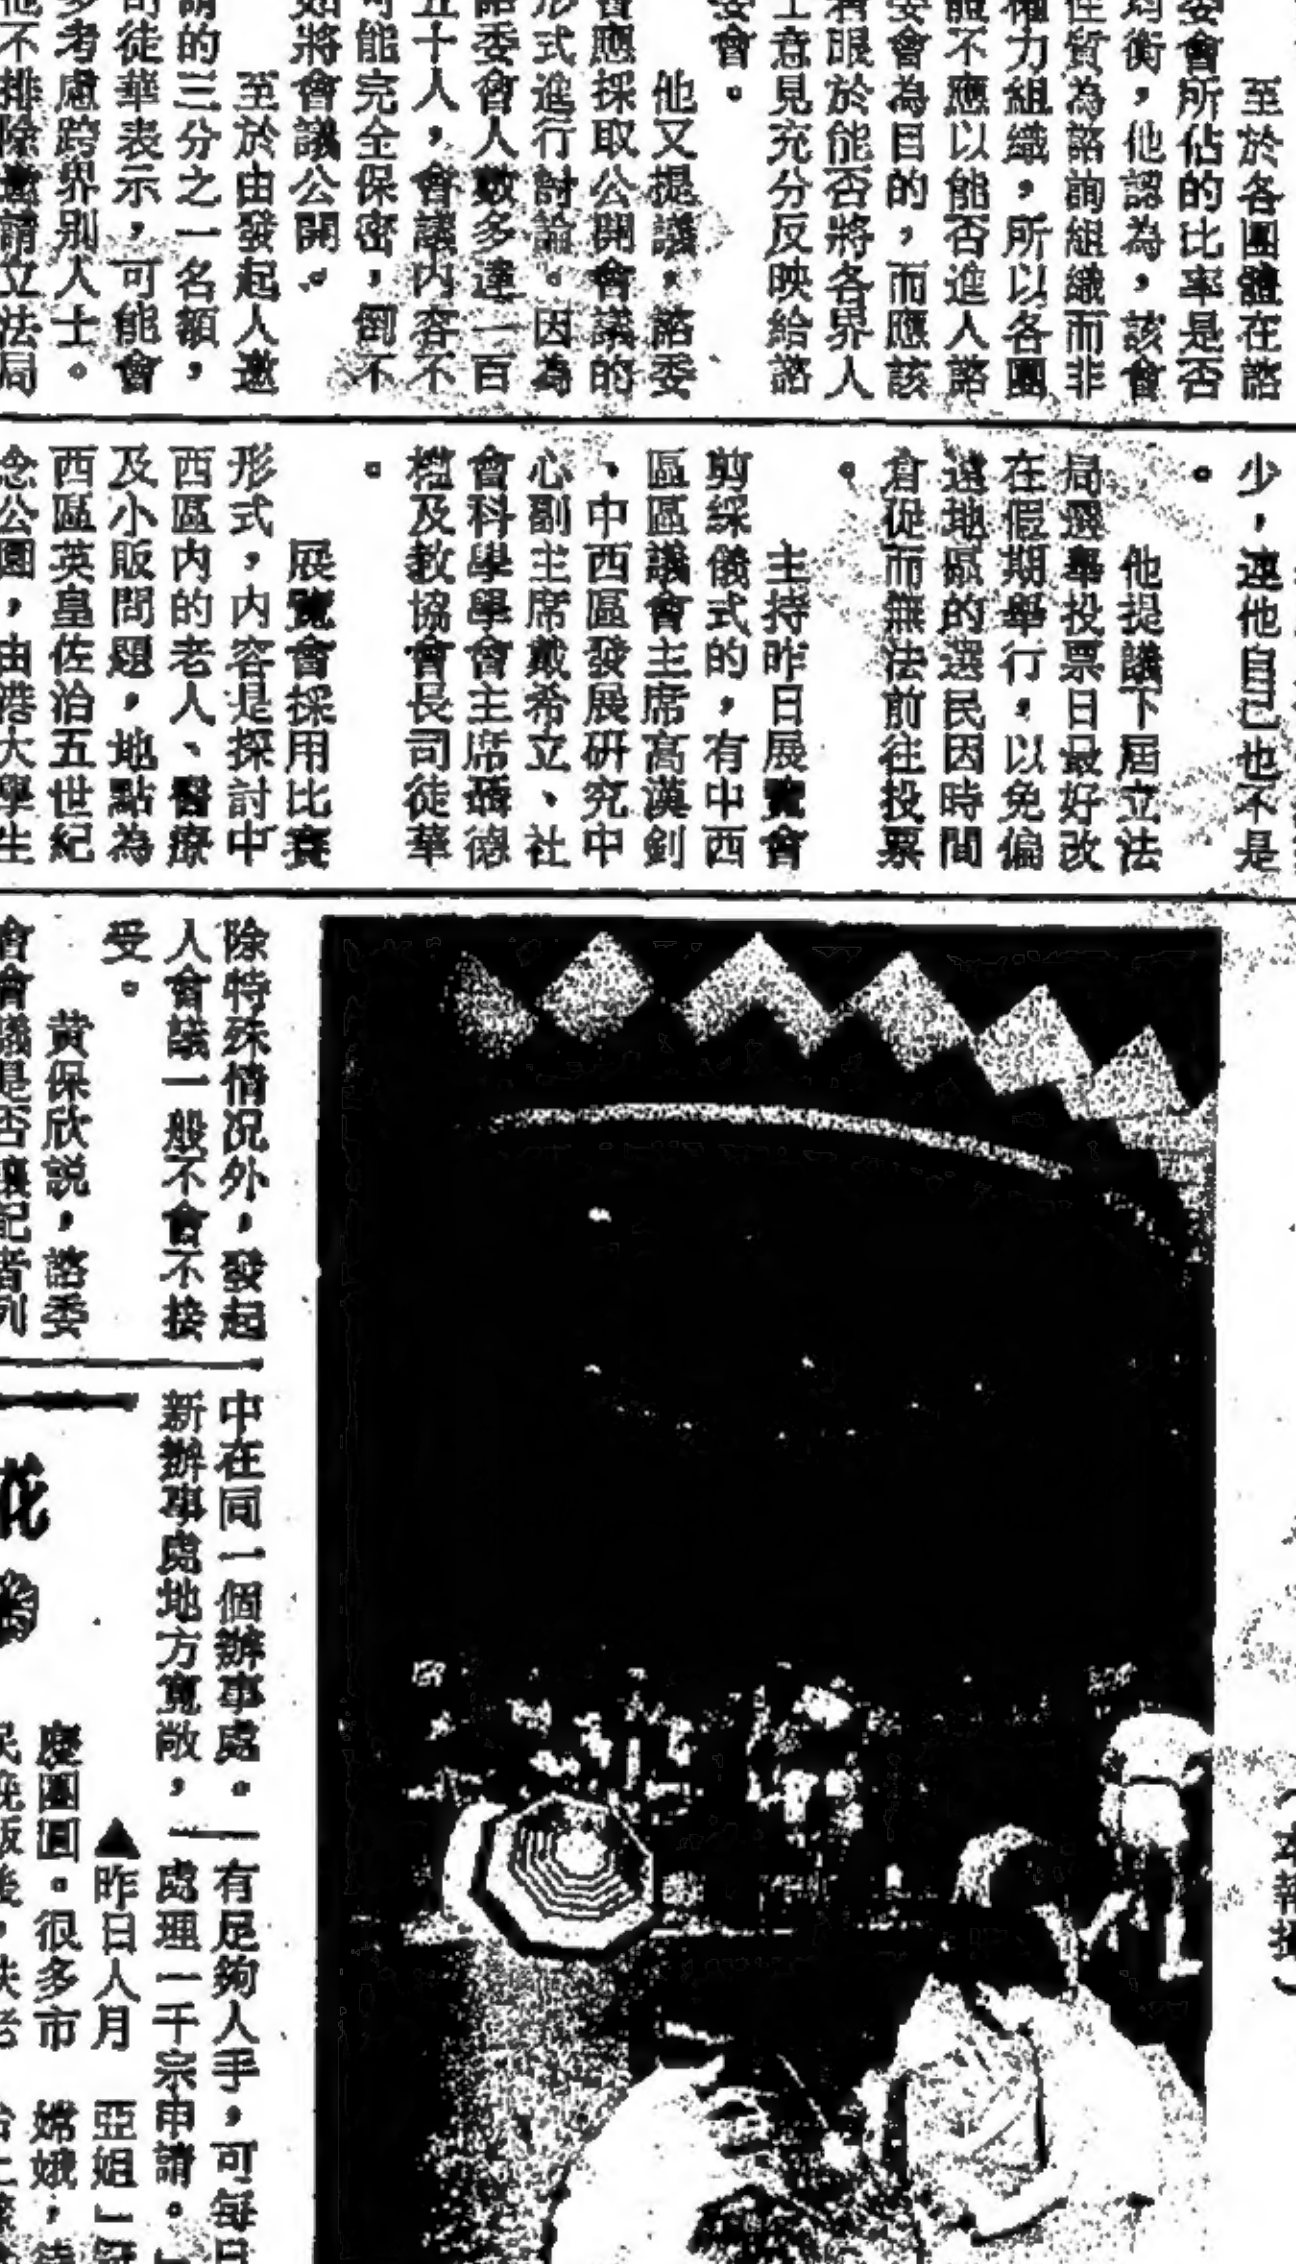 至於各團體在諮
委會所佔的比率是否
均衡，他認為，該會
性質為諮詢組織而非
權力組織，所以各團
體不應以能否進入諮
委會為目的，而應該
着眼於能否將各界人
士意見充分反映給諮
委會。
他又提議，諮委
會應採取公開會議的
形式進行討論。因為
諮委會人數多達一百
五十人，會議內容不
可能完全保密，倒不
如將會議公開。
至於由發起人邀
請的三分之一名額，
司徒華表示，可能會
多考慮跨界別人士。
他不排除邀請立法局
少，連他自己也不是
。
他提議下屆立法
局選舉投票日最好改
在假期舉行，以免偏
遠地區的選民因時間
倉促而無法前往投票
。
主持昨日展覽會
剪綵儀式的，有中西
區區議會主席高漢釗
、中西區發展研究中
心副主席戴希立、社
會科學學會主席 德
 及教協會長司徒華
。
展覽會採用比賽
形式，內容是探討中
西區內的老人、醫療
及小販問題，地點為
西區英皇佐治五世紀
念公園，由港大學生
除特殊情況外，發起
人會議一般不會不接
受。
黃保欣說，諮委
會會議是否讓記者列
中在同一個辦事處。「有足夠人手，可每日
新辦事處地方寬敞，處理一千宗申請。」
花
▲昨日人月
慶團圓。很多市
民晚飯後，扶老
亞姐」冠
嫦娥，
（本報攝）